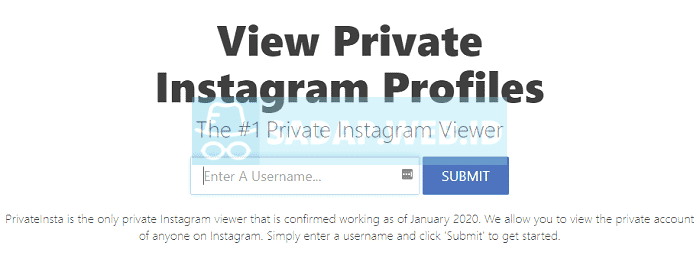 View Private
Instagram Profiles
SADAP.WEB.ID
The #1 Private Instagram Viewer
Enter A Username...
SUBMIT
PrivateInsta is the only private Instagram viewer that is confirmed working as of January 2020. We allow you to view the private account
of anyone on Instagram. Simply enter a username and click 'Submit' to get started.